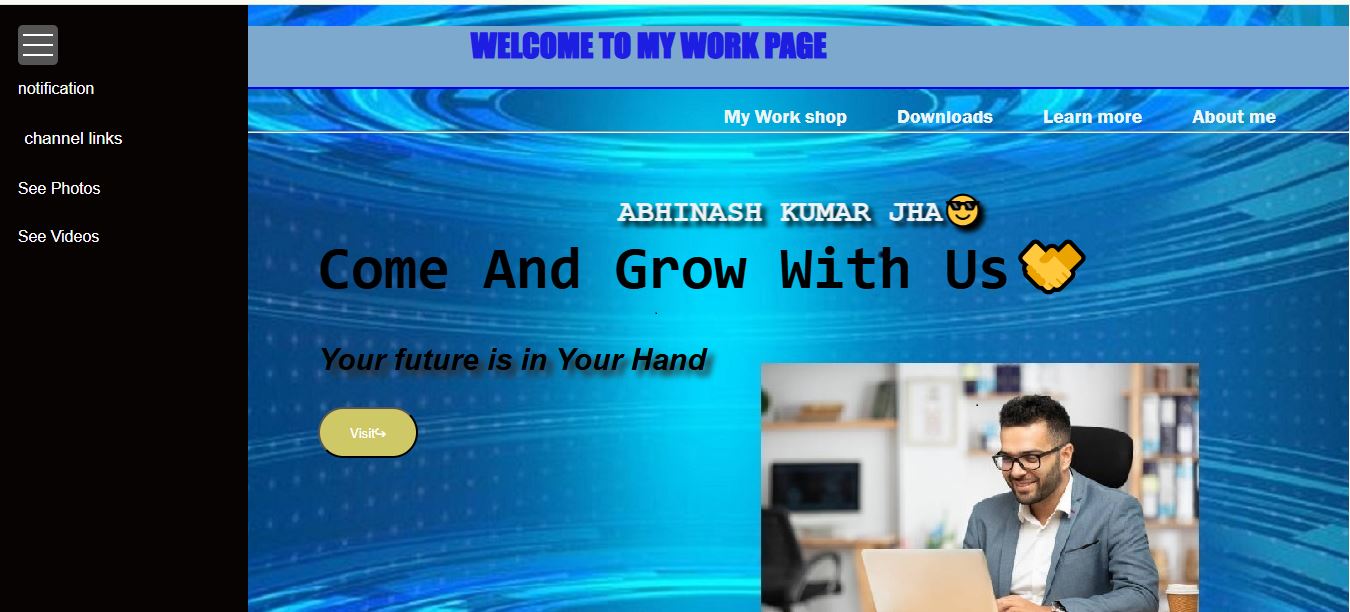 WELCOME TO MY WORK PAGE
notification
My Work shop Downloads Learn more About me
channel links
See Photos
ABHINASH KUMAR JHA😎
See Videos
Come And Grow With Us🤝
Your future is in Your Hand
Visit↪